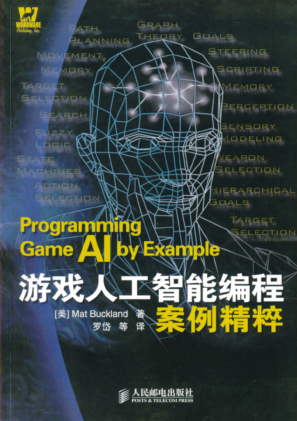 WORDWARE
Publishing, Inc.
PATH PLANNING
GRAPH THEORY
GOALS
MOVEMENT
STEERING
MEMORY
SCRIPTING
TARGET SELECTION
MEMORY
PERCEPTION
SEARCH
SENSORY MODELING
FUZZY LOGIC
WEAPON SELECTION
STATE MACHINES
HIERARCHICAL GOALS
ACTION SELECTION
TARGET SELECTION
Programming
Game AI by Example
游戏人工智能编程
案例精粹
[美] Mat Buckland 著
罗岱 等 译
人民邮电出版社
POSTS & TELECOM PRESS